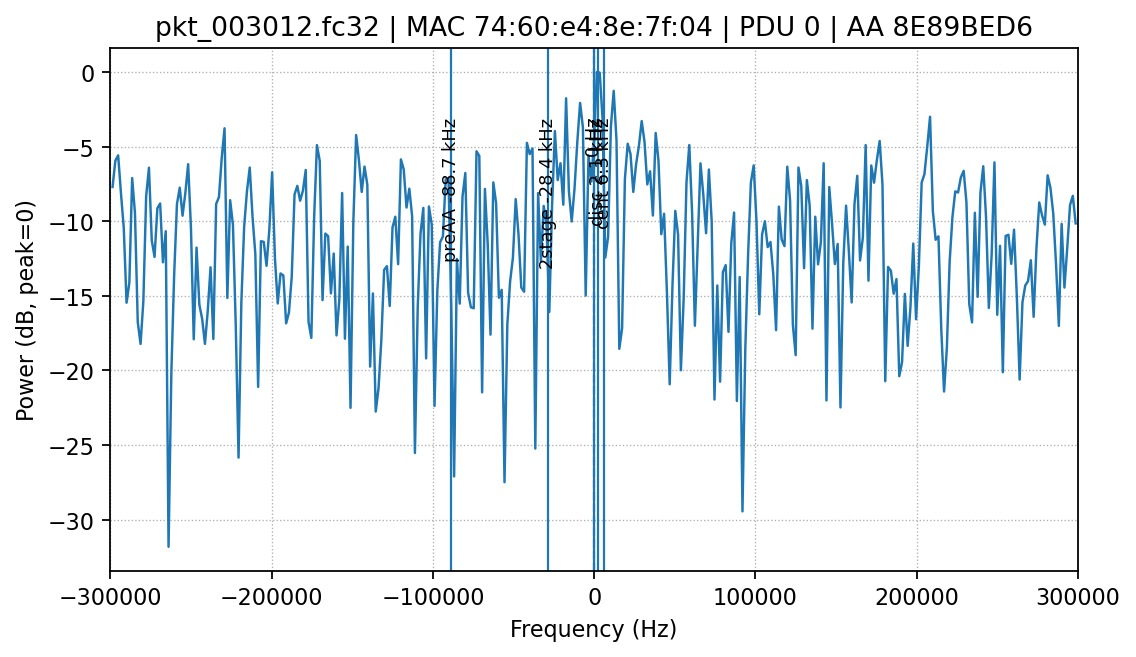 pkt_003012.fc32 | MAC 74:60:e4:8e:7f:04 | PDU 0 | AA 8E89BED6
Power (dB, peak=0)
0
−5
−10
−15
−20
−25
−30
preAA -88.7 kHz
2stage -28.4 kHz
cent 6.3 kHz
−300000
−200000
−100000
0
100000
200000
300000
Frequency (Hz)